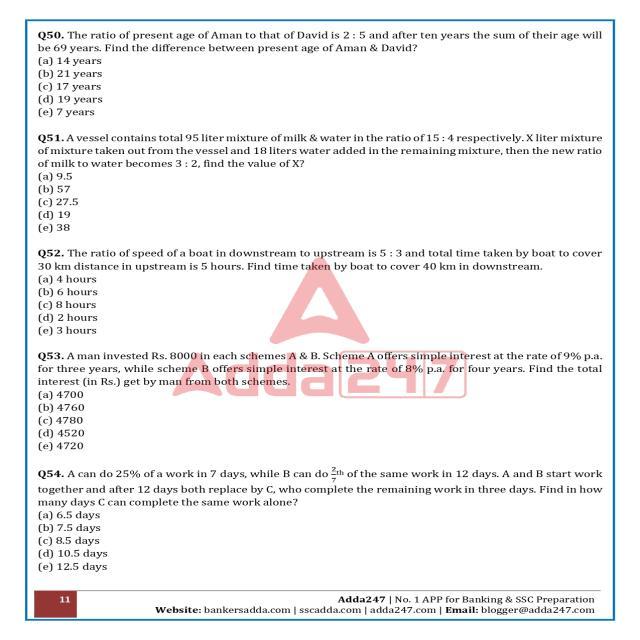 Q50. The ratio of present age of Aman to that of David is 2 : 5 and after ten years the sum of their age will
be 69 years. Find the difference between present age of Aman & David?
(a) 14 years
(b) 21 years
(c) 17 years
(d) 19 years
(e) 7 years
Q51. A vessel contains total 95 liter mixture of milk & water in the ratio of 15 : 4 respectively. X liter mixture
of mixture taken out from the vessel and 18 liters water added in the remaining mixture, then the new ratio
of milk to water becomes 3 : 2, find the value of X?
(a) 9.5
(b) 57
(c) 27.5
(d) 19
(e) 38
Q52. The ratio of speed of a boat in downstream to upstream is 5 : 3 and total time taken by boat to cover
30 km distance in upstream is 5 hours. Find time taken by boat to cover 40 km in downstream.
(a) 4 hours
(b) 6 hours
(c) 8 hours
(d) 2 hours
(e) 3 hours
Q53. A man invested Rs. 8000 in each schemes A & B. Scheme A offers simple interest at the rate of 9% p.a.
for three years, while scheme B offers simple interest at the rate of 8% p.a. for four years. Find the total
interest (in Rs.) get by man from both schemes.
Adda247
(a) 4700
(b) 4760
(c) 4780
(d) 4520
(e) 4720
Q54. A can do 25% of a work in 7 days, while B can do 2/7th of the same work in 12 days. A and B start work
together and after 12 days both replace by C, who complete the remaining work in three days. Find in how
many days C can complete the same work alone?
(a) 6.5 days
(b) 7.5 days
(c) 8.5 days
(d) 10.5 days
(e) 12.5 days
11 Adda247 | No. 1 APP for Banking & SSC Preparation
Website: bankersadda.com | sscadda.com | adda247.com | Email: blogger@adda247.com